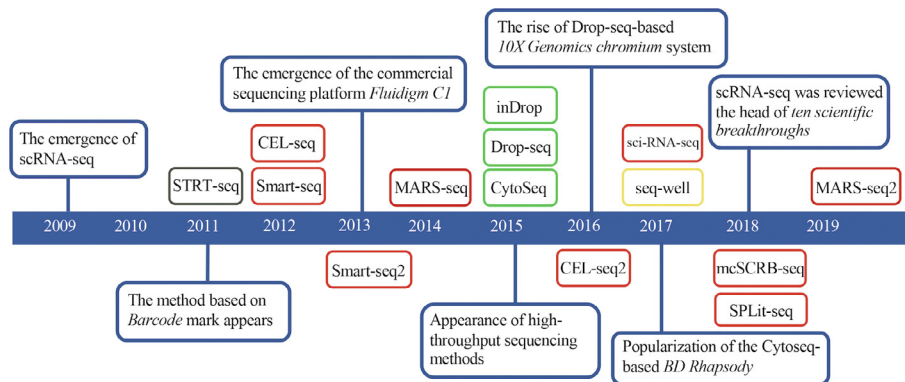 The rise of Drop-seq-based
10X Genomics chromium system
The emergence of the commercial
sequencing platform Fluidigm C1
scRNA-seq was reviewed
the head of ten scientific
breakthroughs
The emergence of
scRNA-seq
inDrop
CEL-seq
Drop-seq
sci-RNA-seq
STRT-seq
Smart-seq
MARS-seq
CytoSeq
seq-well
MARS-seq2
2009
2010
2011
2012
2013
2014
2015
2016
2017
2018
2019
Smart-seq2
CEL-seq2
mcSCRB-seq
SPLit-seq
The method based on
Barcode mark appears
Appearance of high-
throughput sequencing
methods
Popularization of the Cytoseq-
based BD Rhapsody